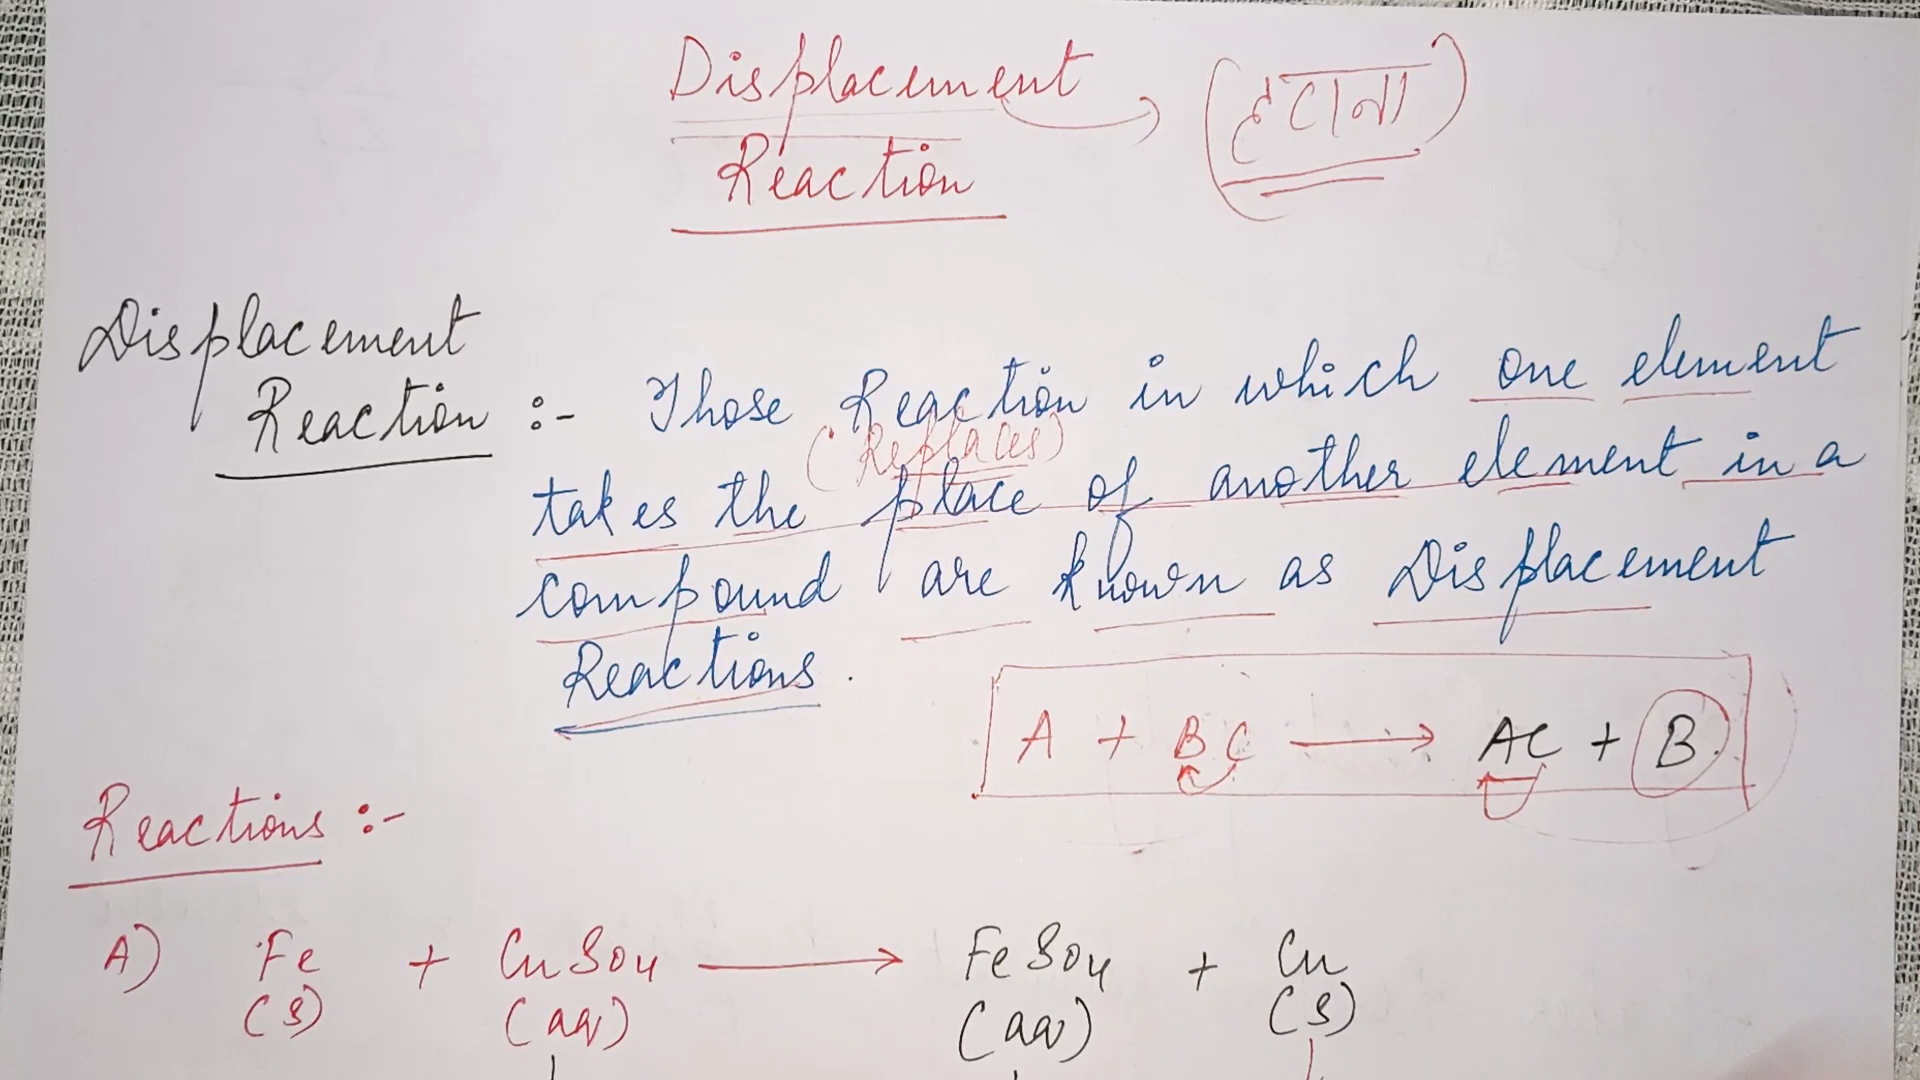 Displacement (हटाना)
Reaction
Displacement
Reaction :- Those Reaction in which one element
(Replaces)
takes the place of another element in a
compound are known as Displacement
Reactions.
A + BC → AC + B
Reactions :-
A) Fe + CuSO4 → FeSO4 + Cu
(s) (aq) (aq) (s)